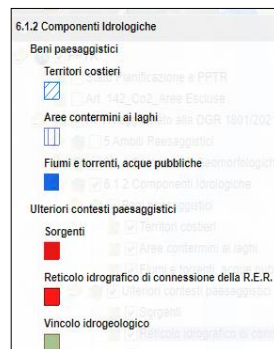 6.1.2 Componenti Idrologiche
Beni paesaggistici
Territori costieri
Aree contermini ai laghi
Fiumi e torrenti, acque pubbliche
Ulteriori contesti paesaggistici
Sorgenti
Reticolo idrografico di connessione della R.E.R.
Vincolo idrogeologico